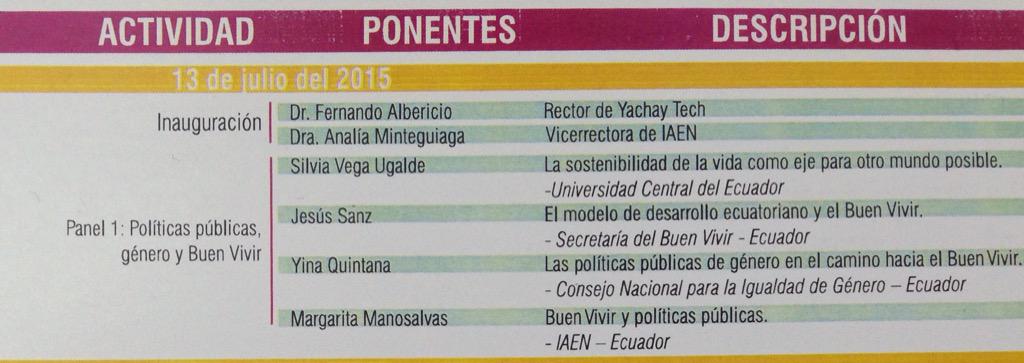 ACTIVIDAD PONENTES DESCRIPCIÓN
13 de julio del 2015
Inauguración
Dr. Fernando Albericio Rector de Yachay Tech
Dra. Analía Minteguiaga Vicerrectora de IAEN
Panel 1: Políticas públicas,
género y Buen Vivir
Silvia Vega Ugalde La sostenibilidad de la vida como eje para otro mundo posible.
-Universidad Central del Ecuador
Jesús Sanz El modelo de desarrollo ecuatoriano y el Buen Vivir.
- Secretaría del Buen Vivir - Ecuador
Yina Quintana Las políticas públicas de género en el camino hacia el Buen Vivir.
- Consejo Nacional para la Igualdad de Género – Ecuador
Margarita Manosalvas Buen Vivir y políticas públicas.
- IAEN – Ecuador